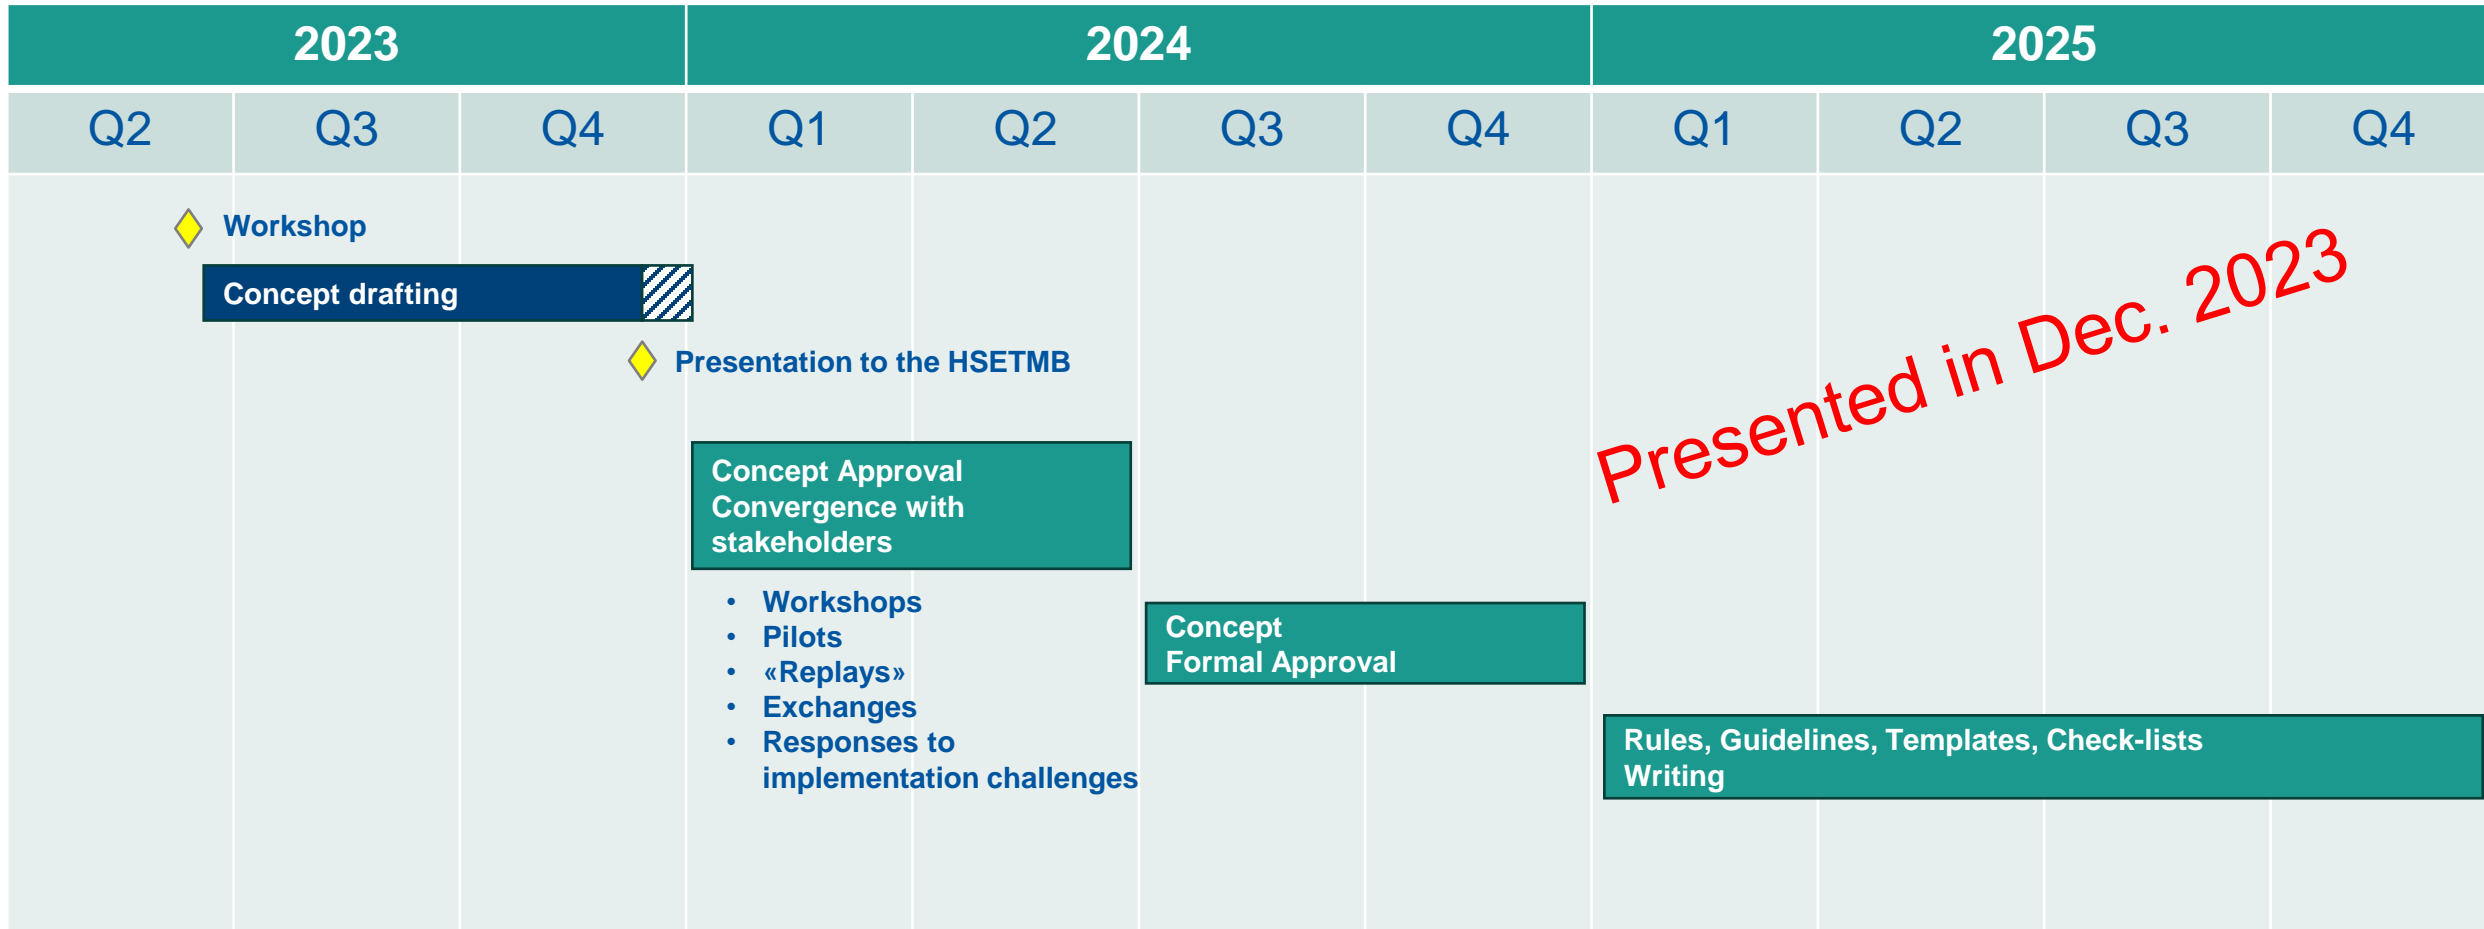 2023 2024 2025
Q2 Q3 Q4 Q1 Q2 Q3 Q4 Q1 Q2 Q3 Q4
Workshop
Concept drafting
Presentation to the HSETMB
Presented in Dec. 2023
Concept Approval
Convergence with
stakeholders
• Workshops
• Pilots
• «Replays»
• Exchanges
• Responses to
implementation challenges
Concept
Formal Approval
Rules, Guidelines, Templates, Check-lists
Writing